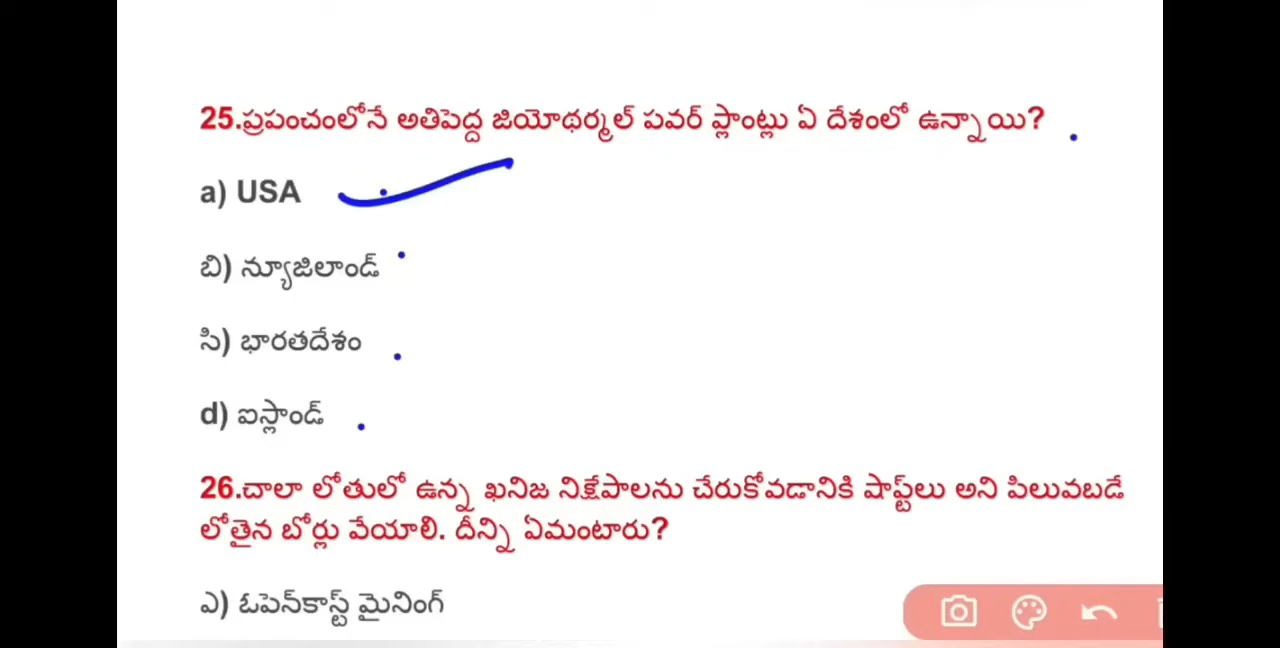 25.ప్రపంచంలోనే అతిపెద్ద జియోథర్మల్ పవర్ ప్లాంట్లు ఏ దేశంలో ఉన్నాయి?
a) USA
బి) న్యూజిలాండ్
సి) భారతదేశం
d) ఐస్లాండ్
26.చాలా లోతులో ఉన్న ఖనిజ నిక్షేపాలను చేరుకోవడానికి షాఫ్ట్‌లు అని పిలువబడే
లోతైన బోర్లు వేయాలి. దీన్ని ఏమంటారు?
ఎ) ఓపెన్‌కాస్ట్ మైనింగ్